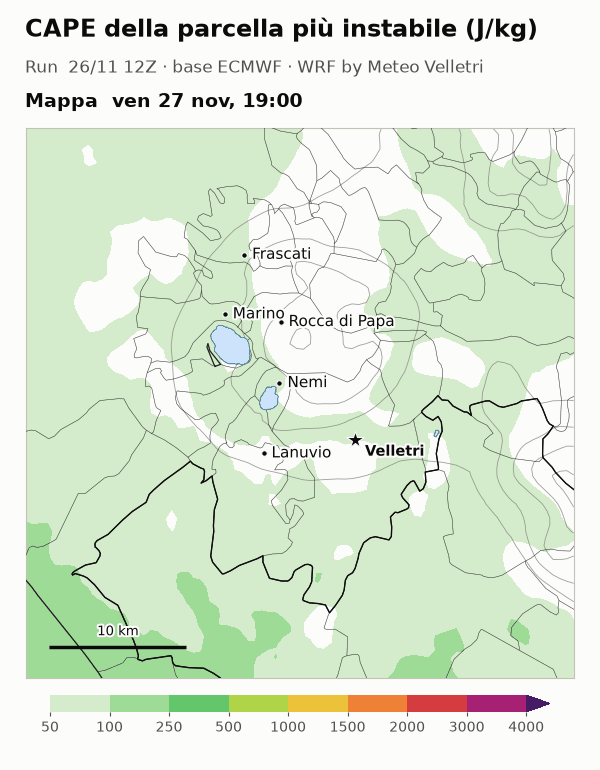 CAPE della parcella più instabile (J/kg)
Run  26/11 12Z · base ECMWF · WRF by Meteo Velletri
Mappa  ven 27 nov, 19:00
Frascati
Marino
Rocca di Papa
Nemi
Velletri
Lanuvio
10 km
50 100 250 500 1000 1500 2000 3000 4000